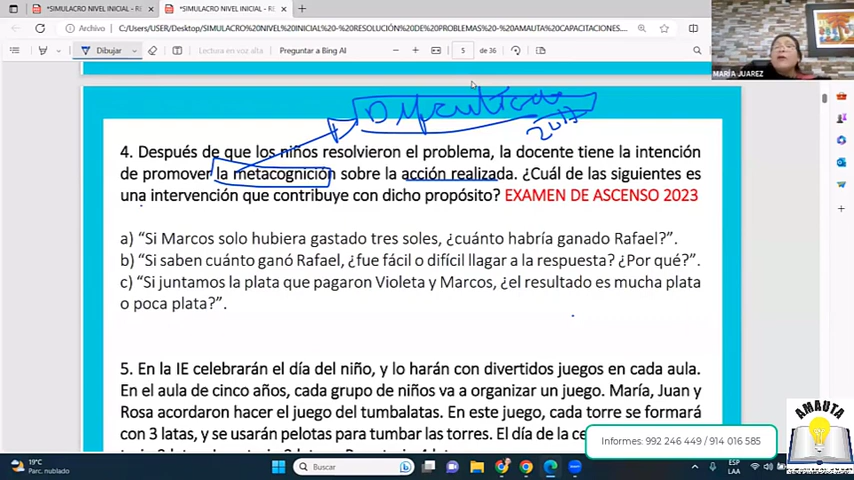 *SIMULACRO NIVEL INICIAL - RE
*SIMULACRO NIVEL INICIAL - RE
Archivo
C:/Users/USER/Desktop/SIMULACRO%20NIVEL%20INICIAL%20-%20RESOLUCIÓN%20DE%20PROBLEMAS%20-%20AMAUTA%20CAPACITACIONES....
Dibujar
Lectura en voz alta
Preguntar a Bing AI
5
de 36
MARÍA JUAREZ
4. Después de que los niños resolvieron el problema, la docente tiene la intención
de promover la metacognición sobre la acción realizada. ¿Cuál de las siguientes es
una intervención que contribuye con dicho propósito? EXAMEN DE ASCENSO 2023
a) “Si Marcos solo hubiera gastado tres soles, ¿cuánto habría ganado Rafael?”.
b) “Si saben cuánto ganó Rafael, ¿fue fácil o difícil llagar a la respuesta? ¿Por qué?”.
c) “Si juntamos la plata que pagaron Violeta y Marcos, ¿el resultado es mucha plata
o poca plata?”.
5. En la IE celebrarán el día del niño, y lo harán con divertidos juegos en cada aula.
En el aula de cinco años, cada grupo de niños va a organizar un juego. María, Juan y
Rosa acordaron hacer el juego del tumbalatas. En este juego, cada torre se formará
con 3 latas, y se usarán pelotas para tumbar las torres. El día de la ce
Informes: 992 246 449 / 914 016 585
AMAUTA
19°C
Parc. nublado
Buscar
ESP
LAA